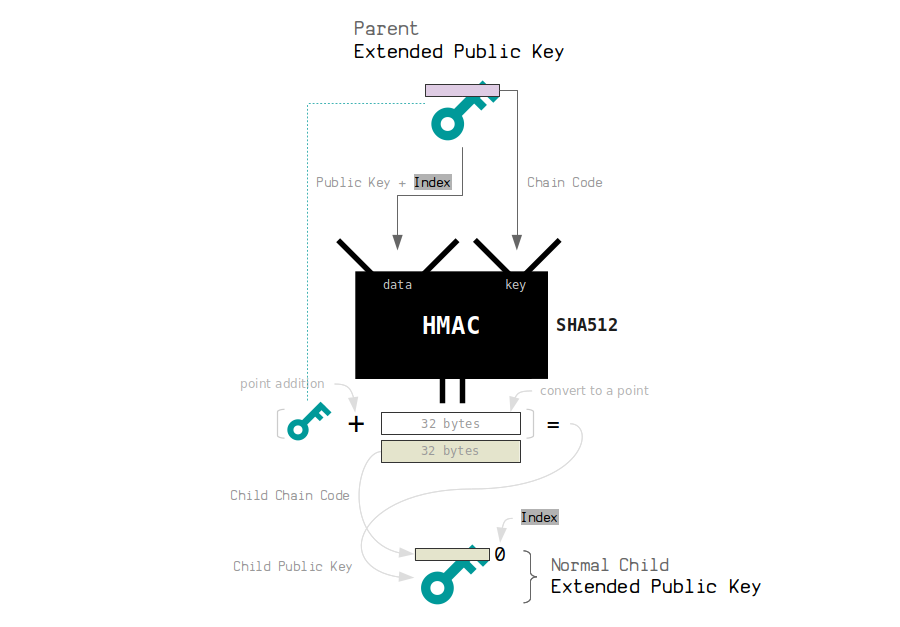 Parent
Extended Public Key
Public Key + Index
Chain Code
data
key
HMAC
SHA512
point addition
convert to a point
+
32 bytes
=
32 bytes
Child Chain Code
Index
0
Child Public Key
Normal Child
Extended Public Key